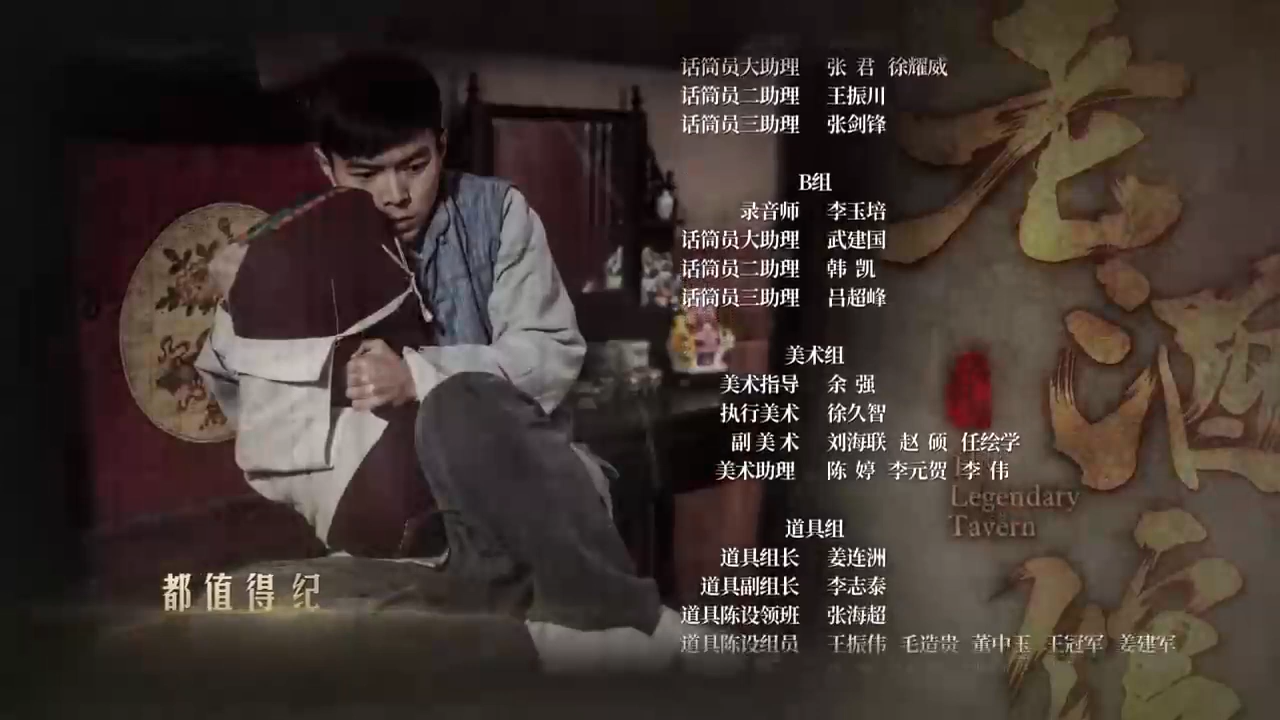 话筒员大助理 张 君 徐耀威
话筒员二助理 王振川
话筒员三助理 张剑锋
B组
录音师 李玉培
话筒员大助理 武建国
话筒员二助理 韩 凯
话筒员三助理 吕超峰
美术组
美术指导 余 强
执行美术 徐久智
副 美 术 刘海联 赵 硕 任绘学
美术助理 陈 婷 李元贺 李 伟
道具组
道具组长 姜连洲
道具副组长 李志泰
道具陈设领班 张海超
道具陈设组员 王振伟 毛造贵 董中玉 王冠军 姜建军
都值得纪
老酒馆
Legendary
Tavern